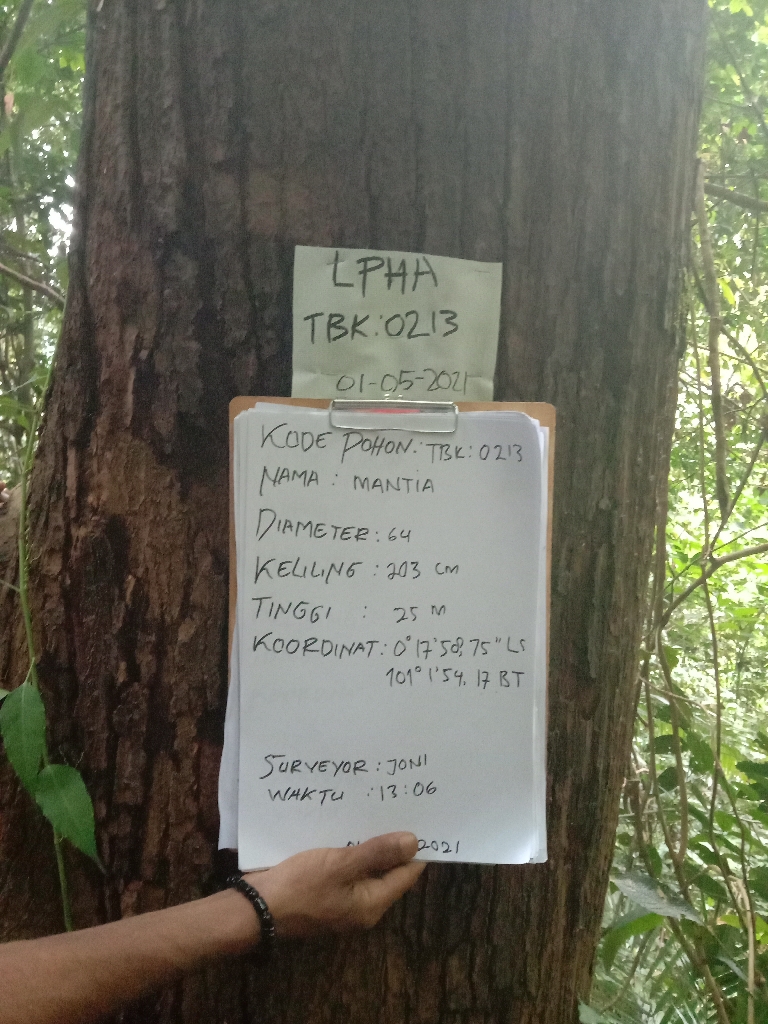 LPHA
TBK:0213
01-05-2021
KODE POHON: TBK:0213
NAMA : MANTIA
DIAMETER: 64
KELILING : 203 CM
TINGGI : 25 M
KOORDINAT: 0°17'58,75" LS
101°1'54,17 BT
SURVEYOR : JONI
WAKTU :13:06
2021